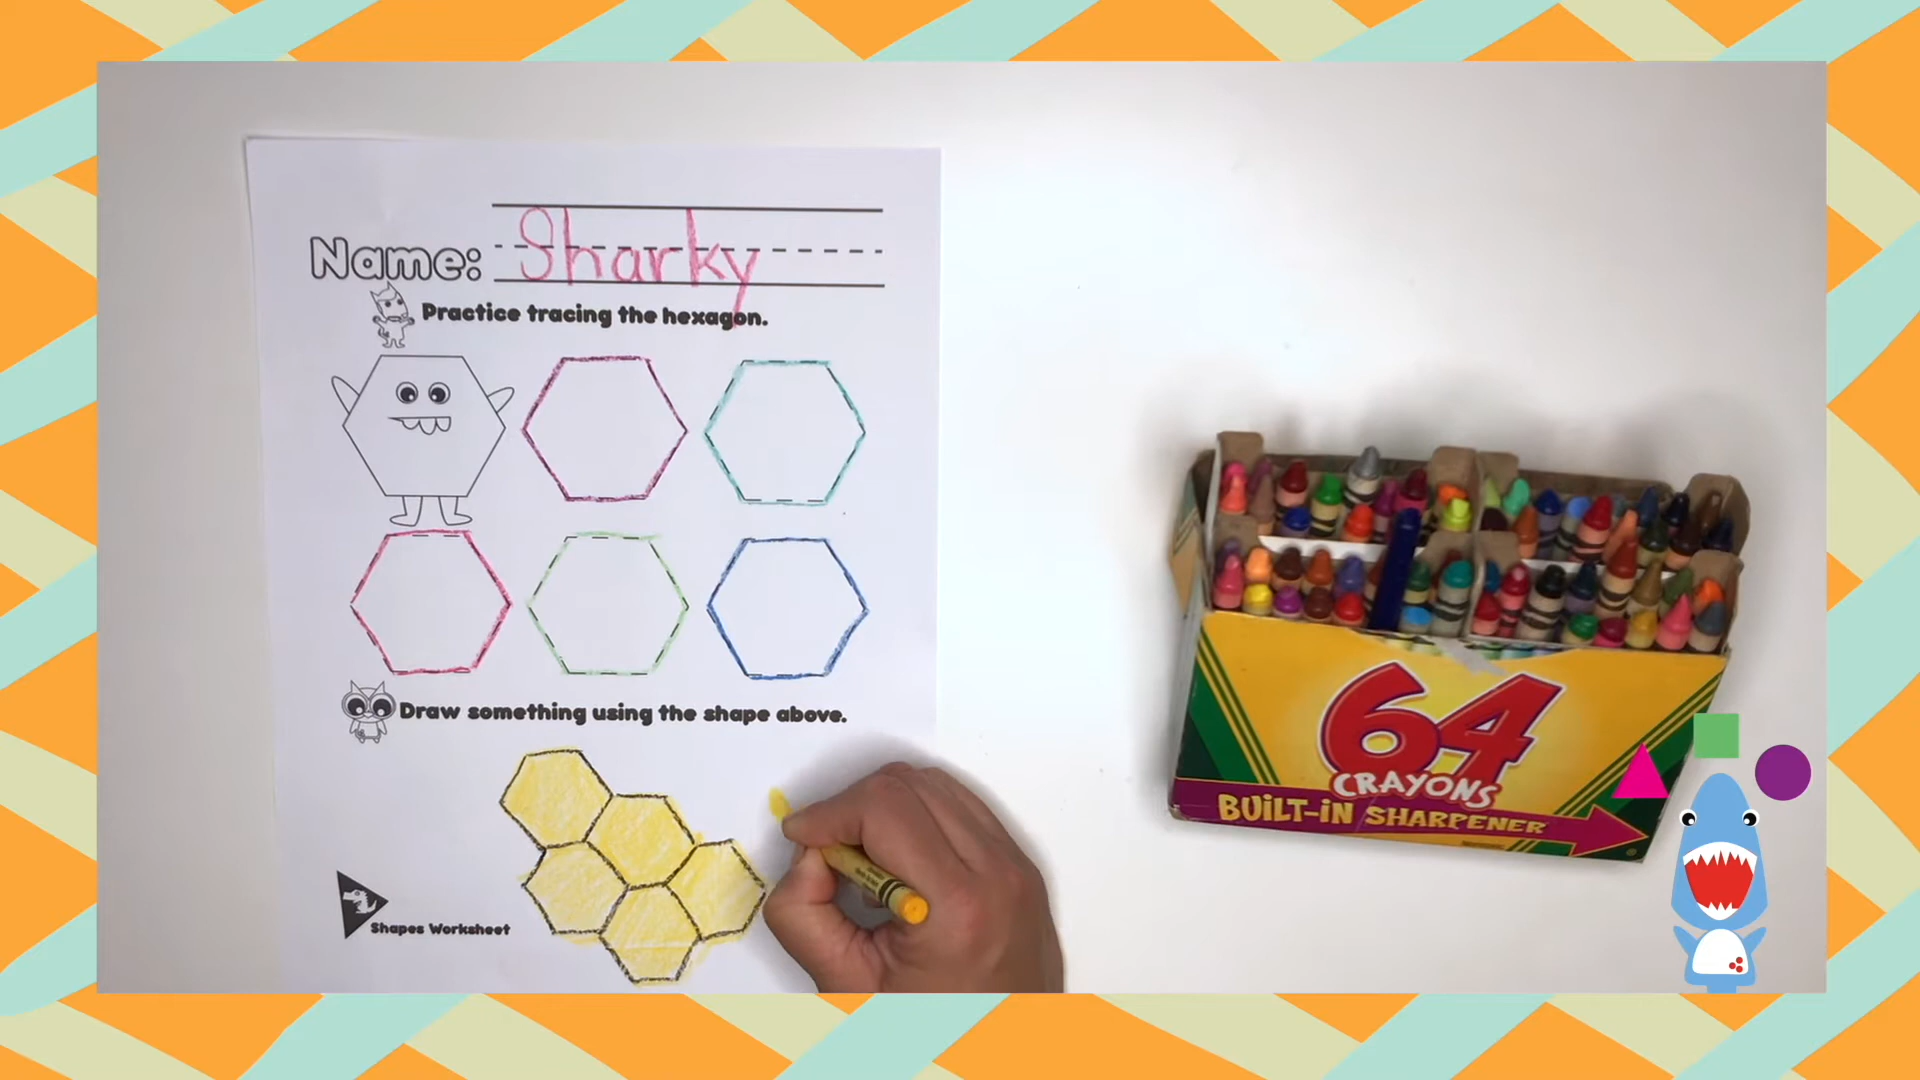 Name: Sharky
Practice tracing the hexagon.
Draw something using the shape above.
Shapes Worksheet
64
CRAYONS
BUILT-IN SHARPENER